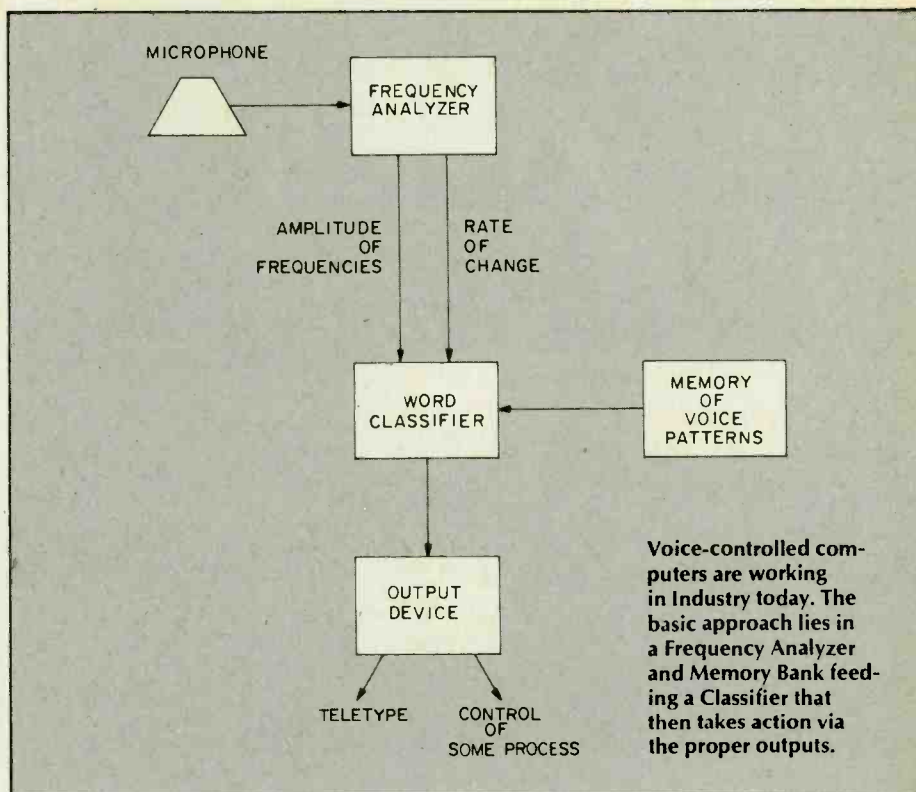 MICROPHONE
FREQUENCY
ANALYZER
AMPLITUDE
OF
FREQUENCIES
RATE
OF
CHANGE
WORD
CLASSIFIER
MEMORY
OF
VOICE
PATTERNS
OUTPUT
DEVICE
TELETYPE
CONTROL
OF
SOME PROCESS
Voice-controlled com-
puters are working
in Industry today. The
basic approach lies in
a Frequency Analyzer
and Memory Bank feed-
ing a Classifier that
then takes action via
the proper outputs.